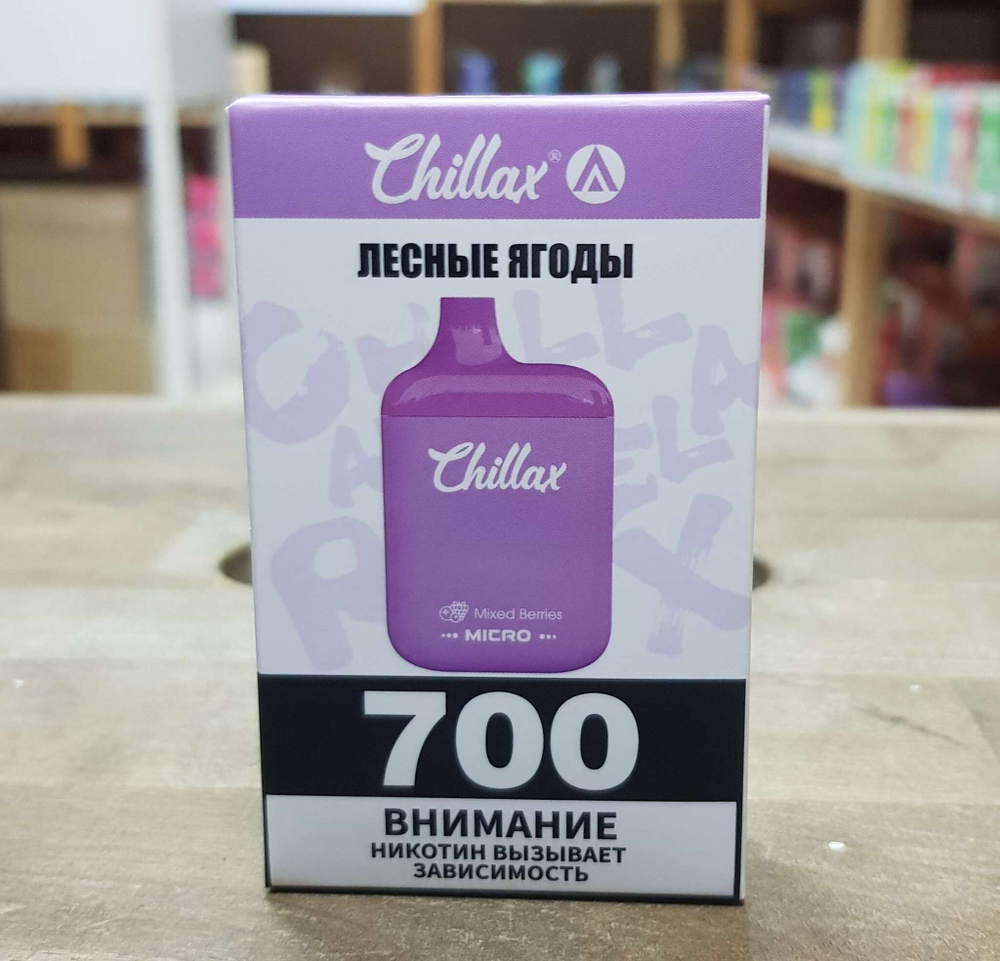 Chillax®
ЛЕСНЫЕ ЯГОДЫ
Chillax
Mixed Berries
MICRO
700
ВНИМАНИЕ
НИКОТИН ВЫЗЫВАЕТ
ЗАВИСИМОСТЬ